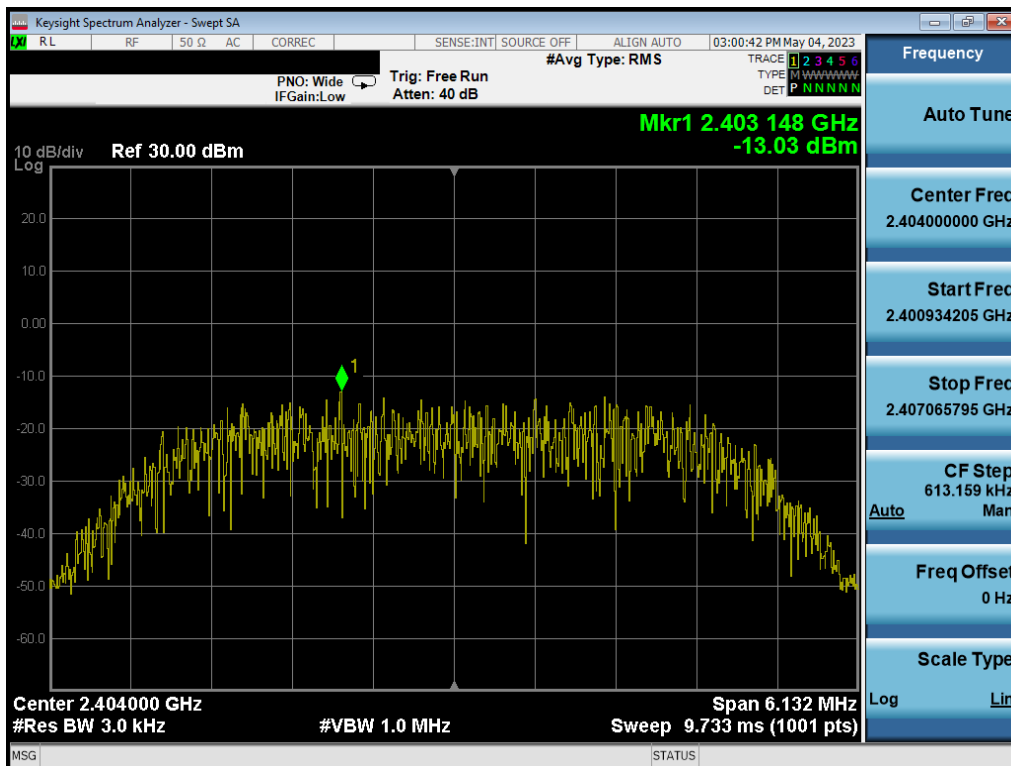 Keysight Spectrum Analyzer - Swept SA
LXI RL RF 50 Ω AC CORREC SENSE:INT SOURCE OFF ALIGN AUTO 03:00:42 PM May 04, 2023
#Avg Type: RMS
TRACE 1 2 3 4 5 6
PNO: Wide Trig: Free Run TYPE M WWWWW
IFGain:Low Atten: 40 dB DET P N N N N N
Mkr1 2.403 148 GHz
-13.03 dBm
10 dB/div Ref 30.00 dBm
Log
20.0
10.0
0.00
1
-10.0
-20.0
-30.0
-40.0
-50.0
-60.0
Center 2.404000 GHz Span 6.132 MHz
#Res BW 3.0 kHz #VBW 1.0 MHz Sweep 9.733 ms (1001 pts)
MSG STATUS
Frequency
Auto Tune
Center Freq
2.404000000 GHz
Start Freq
2.400934205 GHz
Stop Freq
2.407065795 GHz
CF Step
613.159 kHz
Auto Man
Freq Offset
0 Hz
Scale Type
Log Lin